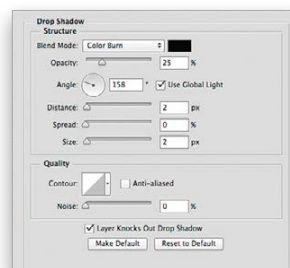 Drop Shadow
Structure
Blend Mode: Color Burn
Opacity: 25 %
Angle: 158 ° Use Global Light
Distance: 2 px
Spread: 0 %
Size: 2 px
Quality
Contour: Anti-aliased
Noise: 0 %
Layer Knocks Out Drop Shadow
Make Default Reset to Default